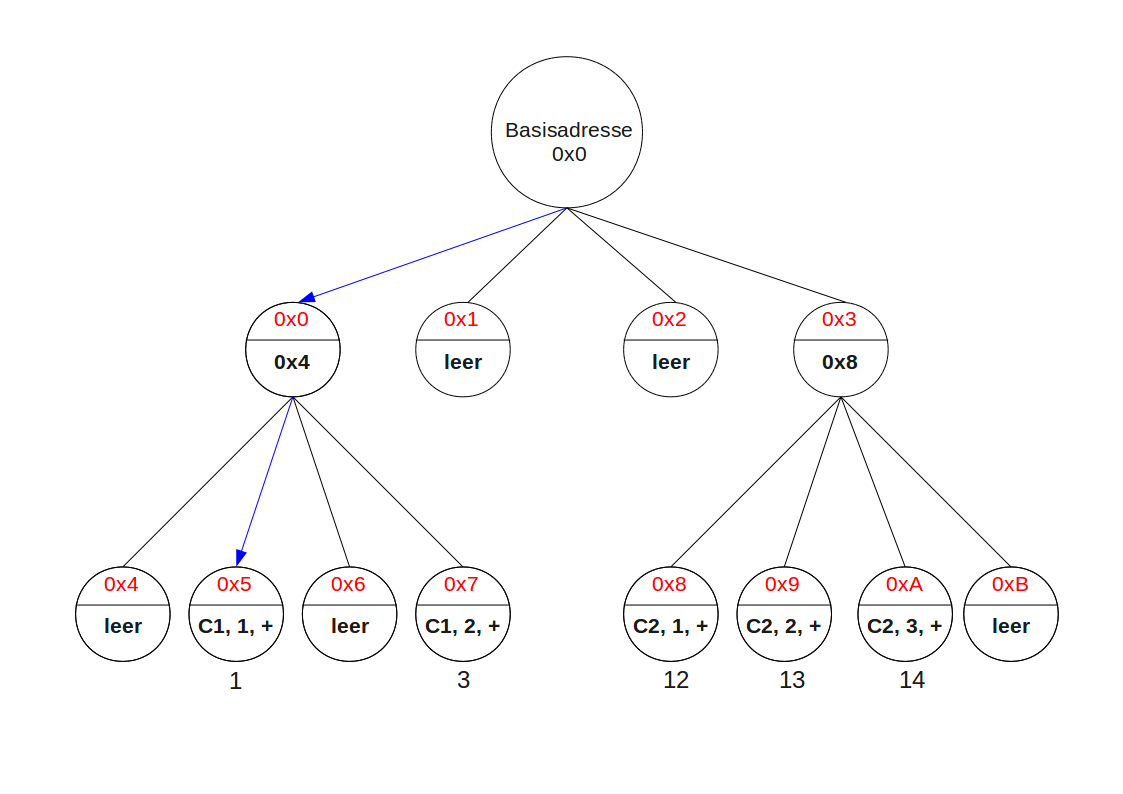 Basisadresse
0x0
0x0 0x1 0x2 0x3
0x4 leer leer 0x8
0x4 0x5 0x6 0x7 0x8 0x9 0xA 0xB
leer C1, 1, + leer C1, 2, + C2, 1, + C2, 2, + C2, 3, + leer
1 3 12 13 14